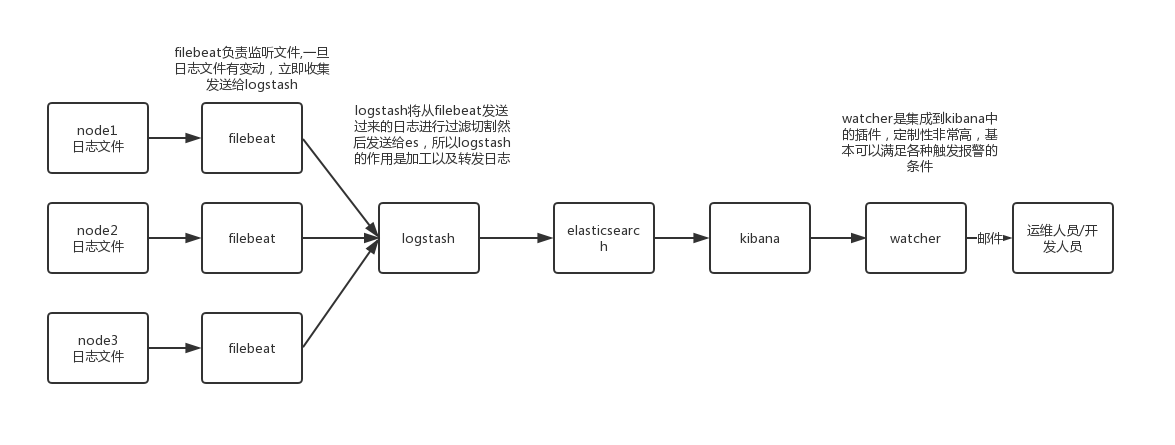 filebeat负责监听文件,一旦
日志文件有变动，立即收集
发送给logstash
logstash将从filebeat发送
过来的日志进行过滤切割然
后发送给es，所以logstash
的作用是加工以及转发日志
watcher是集成到kibana中
的插件，定制性非常高，基
本可以满足各种触发报警的
条件
node1
日志文件
filebeat
node2
日志文件
filebeat
logstash
elasticsearc
h
kibana
watcher
邮件
运维人员/开
发人员
node3
日志文件
filebeat